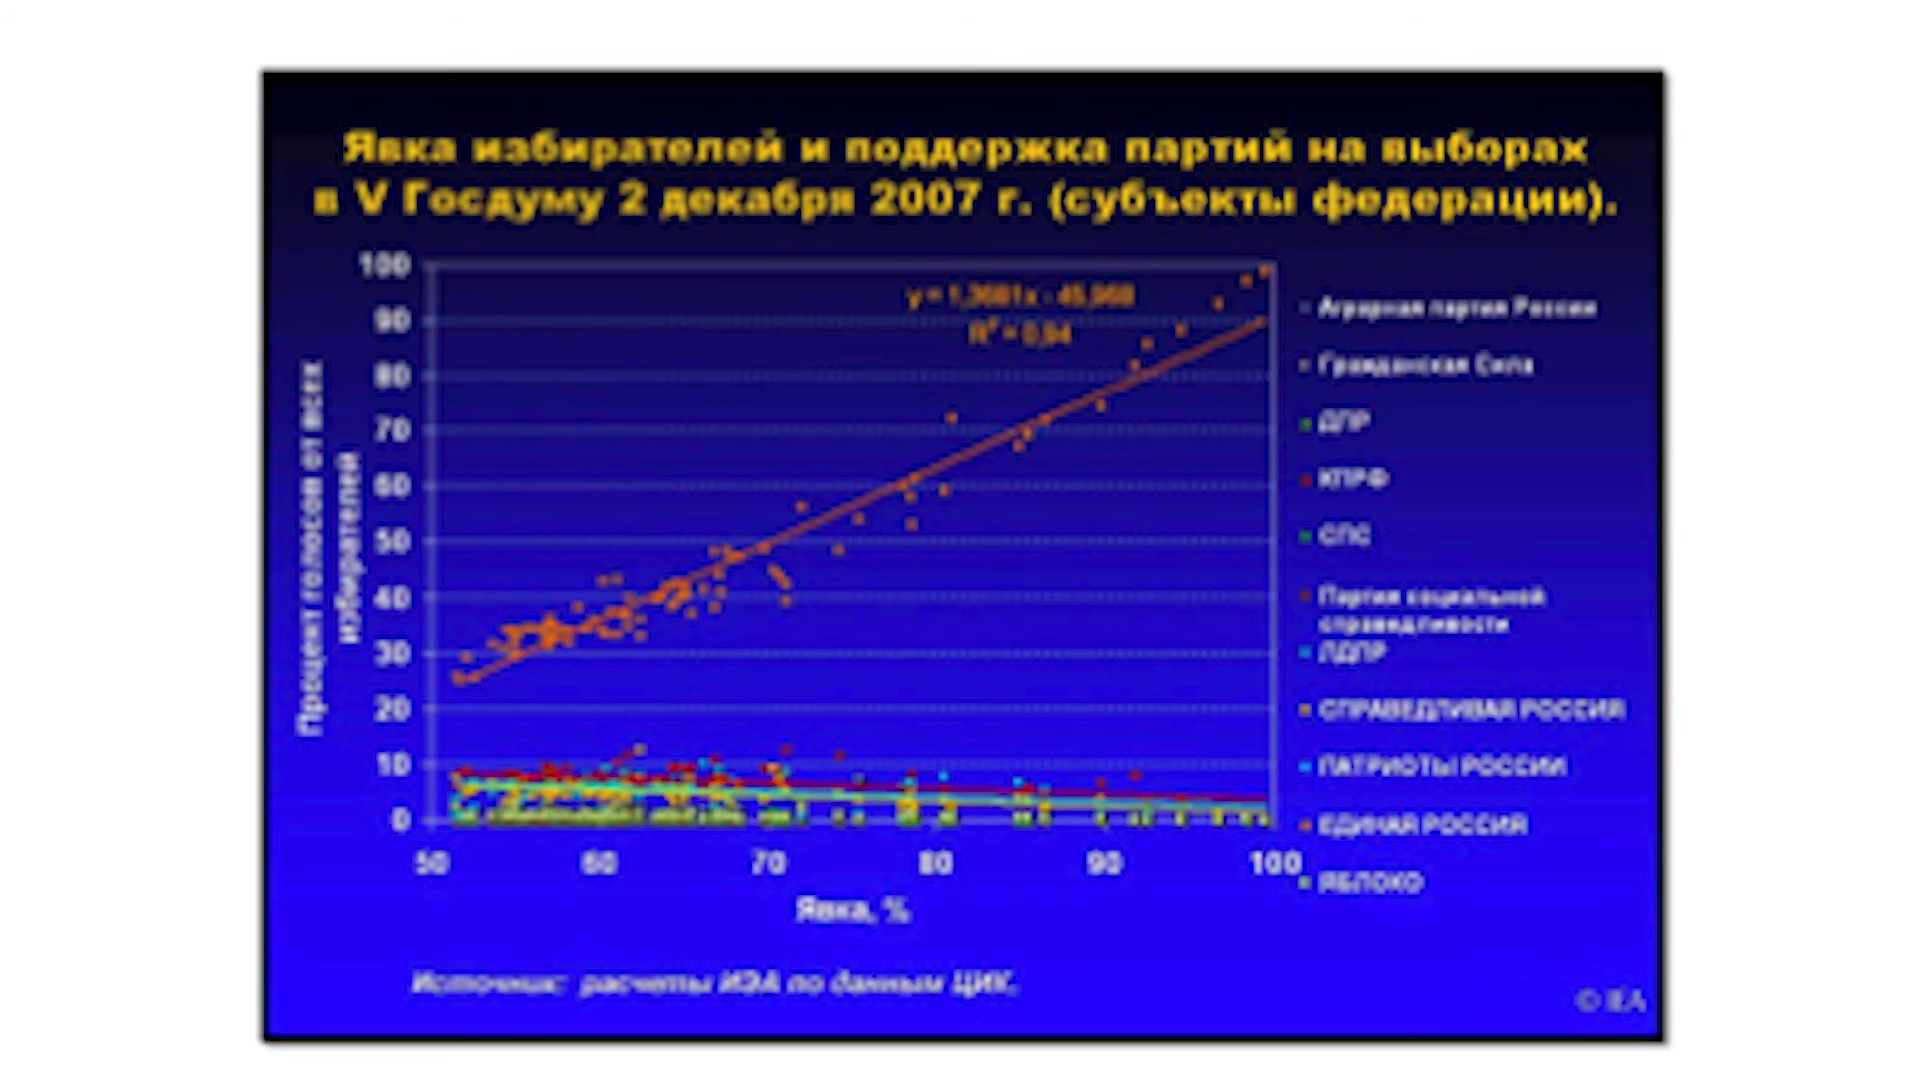 Явка избирателей и поддержка партий на выборах
в V Госдуму 2 декабря 2007 г. (субъекты федерации).
100
90
80
70
60
50
40
30
20
10
0
Процент голосов от всех
избирателей
R² = 0,94
50
60
70
80
90
100
Явка, %
Аграрная партия России
Гражданская Сила
ДПР
КПРФ
СПС
Партия социальной
справидливости
ЛДПР
СПРАВЕДЛИВАЯ РОССИЯ
ПАТРИОТЫ РОССИИ
ЕДИНАЯ РОССИЯ
ЯБЛОКО
Источник: расчеты ИЭА по данным ЦИК.
© IEA